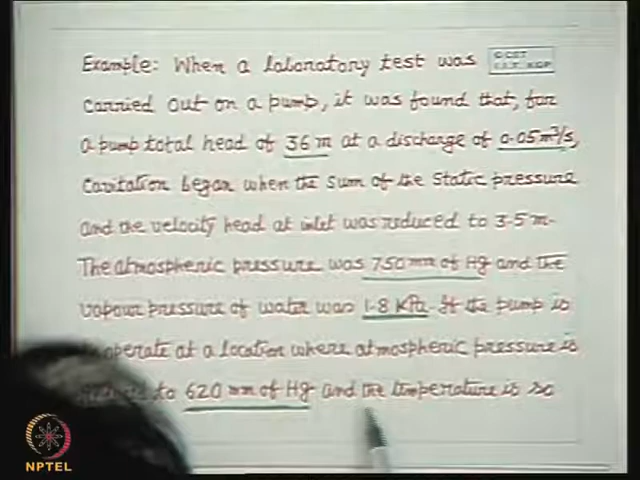 Example: When a laboratory test was
© CET
I.I.T. KGP
carried out on a pump, it was found that, for
a pump total head of 36 m at a discharge of 0.05 m³/s,
cavitation began when the sum of the static pressure
and the velocity head at inlet was reduced to 3.5 m.
The atmospheric pressure was 750 mm of Hg and the
vapour pressure of water was 1.8 kPa. If the pump is
operate at a location where atmospheric pressure is
to 620 mm of Hg and the temperature is so
NPTEL